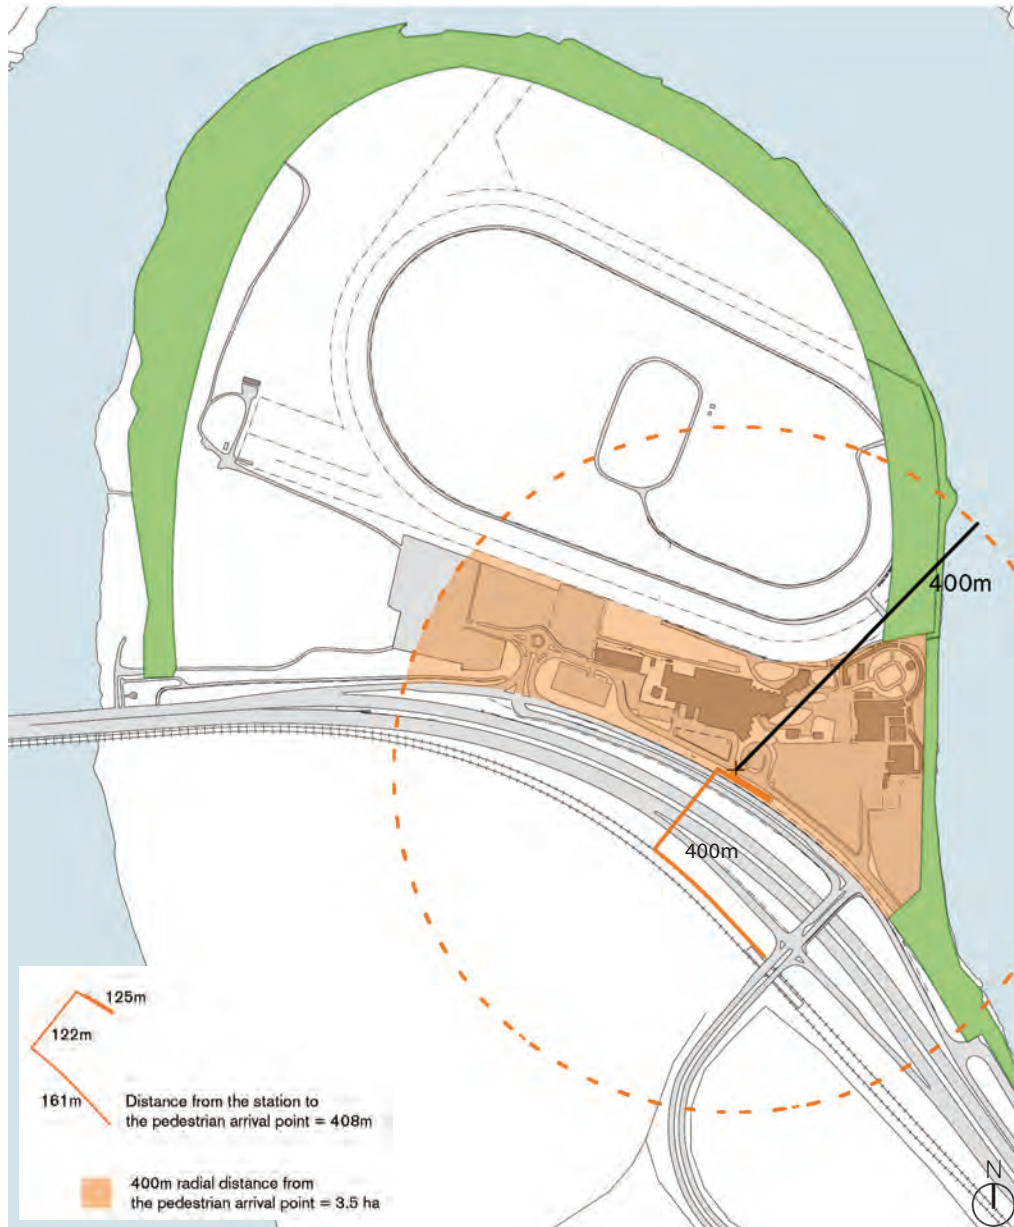 400m
400m
125m
122m
161m
Distance from the station to
the pedestrian arrival point = 408m
400m radial distance from
the pedestrian arrival point = 3.5 ha
N